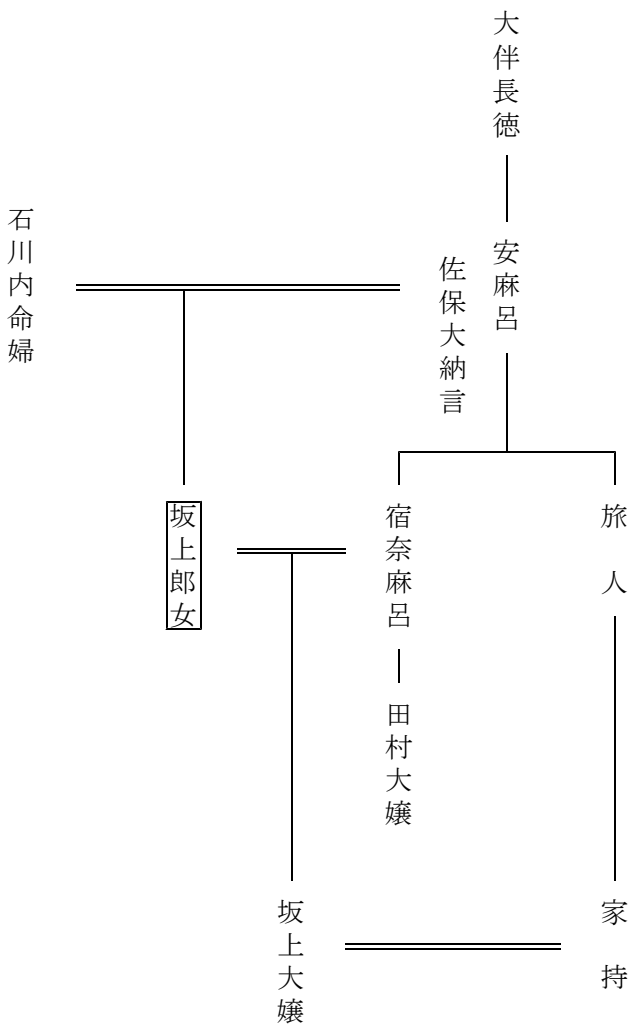 大伴長徳
安麻呂
佐保大納言
石川内命婦
旅人
宿奈麻呂
坂上郎女
田村大嬢
家持
坂上大嬢